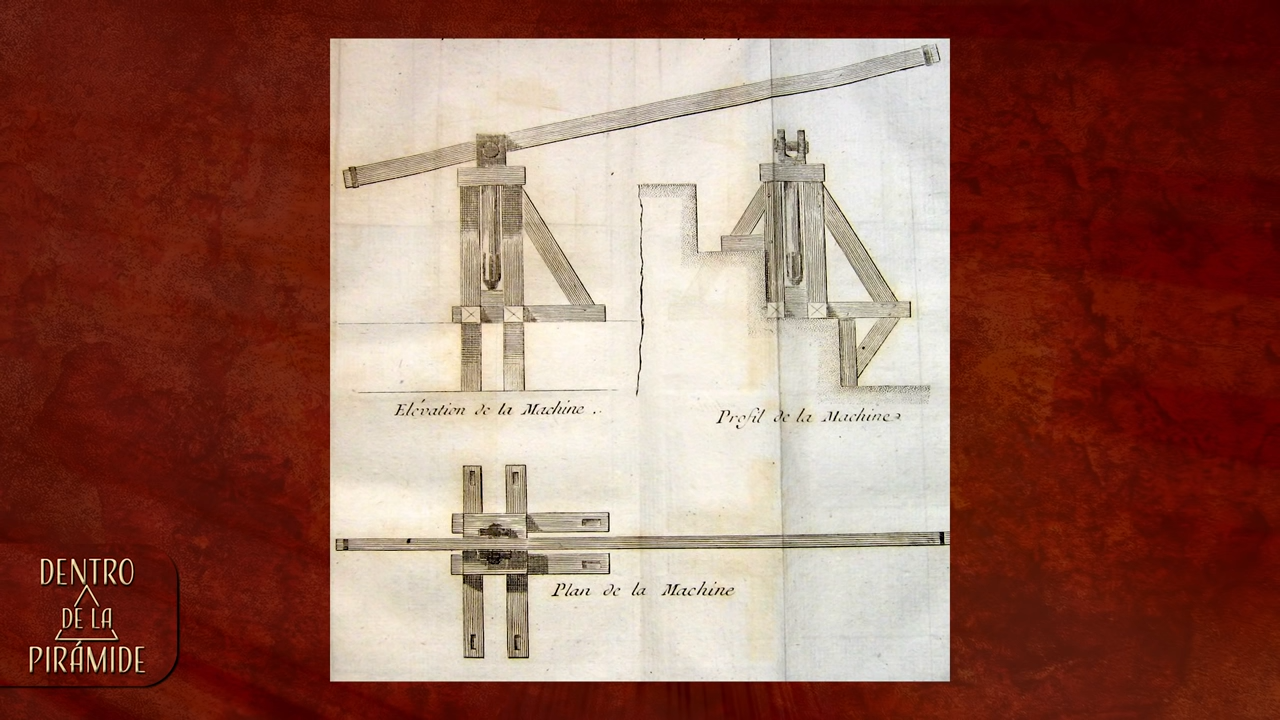 Elévation de la Machine .
Profil de la Machine
Plan de la Machine
DENTRO
DE LA
PIRÁMIDE